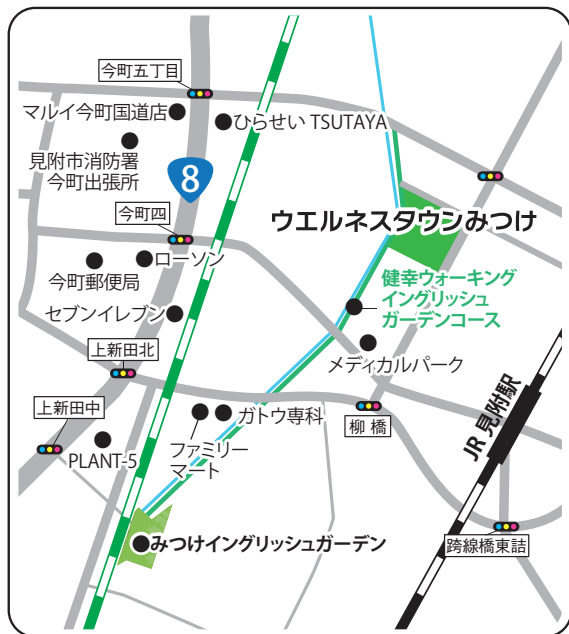 今町五丁目
マルイ今町国道店
ひらせい TSUTAYA
見附市消防署
今町出張所
8
今町四
ウエルネスタウンみつけ
ローソン
今町郵便局
健幸ウォーキング
イングリッシュ
ガーデンコース
セブンイレブン
上新田北
メディカルパーク
上新田中
ガトウ専科
柳 橋
JR 見附駅
ファミリー
マート
PLANT-5
みつけイングリッシュガーデン
跨線橋東詰